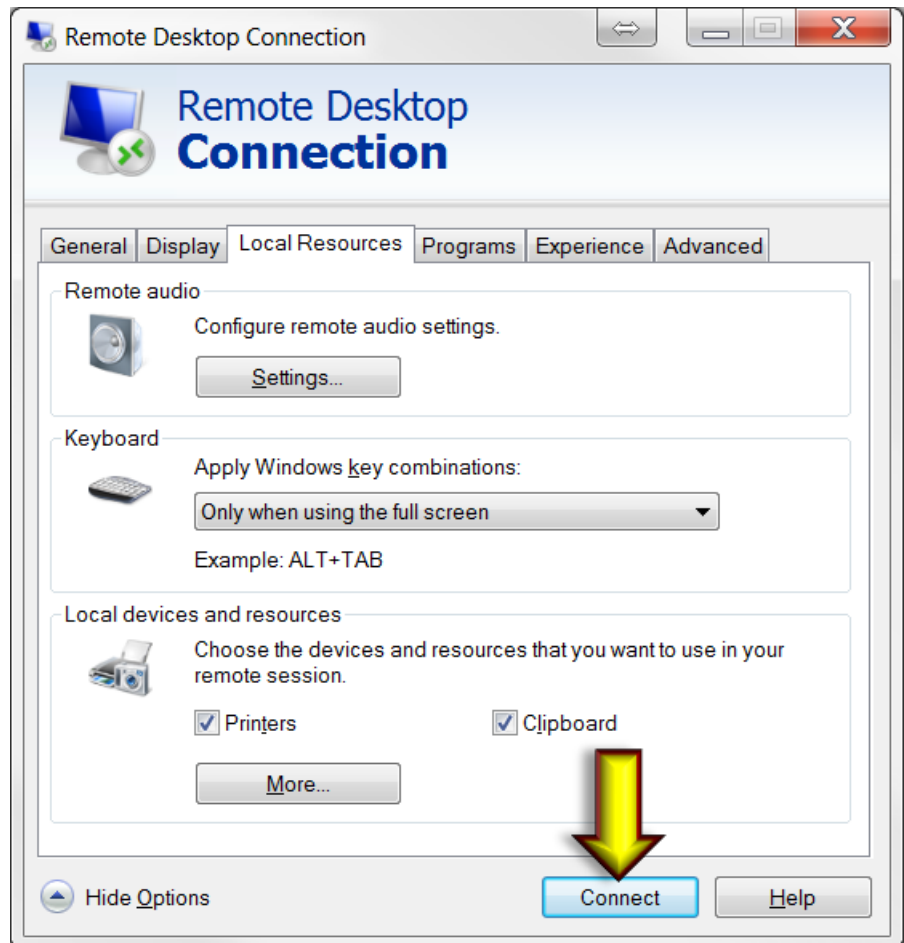 Remote Desktop Connection
Remote Desktop
Connection
General Display Local Resources Programs Experience Advanced
Remote audio
Configure remote audio settings.
Settings...
Keyboard
Apply Windows key combinations:
Only when using the full screen
Example: ALT+TAB
Local devices and resources
Choose the devices and resources that you want to use in your
remote session.
Printers Clipboard
More...
Hide Options Connect Help